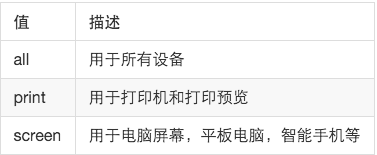 值 描述
all 用于所有设备
print 用于打印机和打印预览
screen 用于电脑屏幕，平板电脑，智能手机等